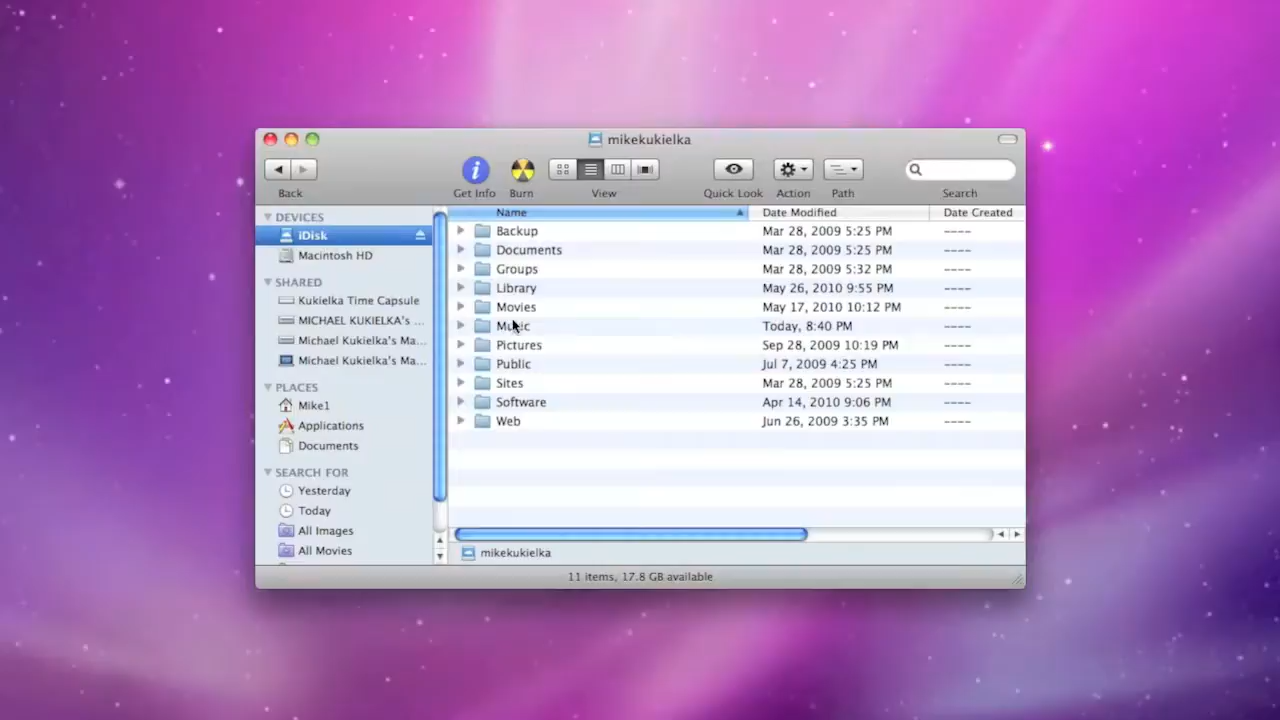 mikekukielka
Back
Get Info
Burn
View
Quick Look
Action
Path
Search
DEVICES
iDisk
Macintosh HD
SHARED
Kukielka Time Capsule
MICHAEL KUKIELKA's ...
Michael Kukielka's Ma...
Michael Kukielka's Ma...
PLACES
Mike1
Applications
Documents
SEARCH FOR
Yesterday
Today
All Images
All Movies
Name Date Modified Date Created
Backup Mar 28, 2009 5:25 PM ----
Documents Mar 28, 2009 5:25 PM ----
Groups Mar 28, 2009 5:32 PM ----
Library May 26, 2010 9:55 PM ----
Movies May 17, 2010 10:12 PM ----
Music Today, 8:40 PM ----
Pictures Sep 28, 2009 10:19 PM ----
Public Jul 7, 2009 4:25 PM ----
Sites Mar 28, 2009 5:25 PM ----
Software Apr 14, 2010 9:06 PM ----
Web Jun 26, 2009 3:35 PM ----
mikekukielka
11 items, 17.8 GB available